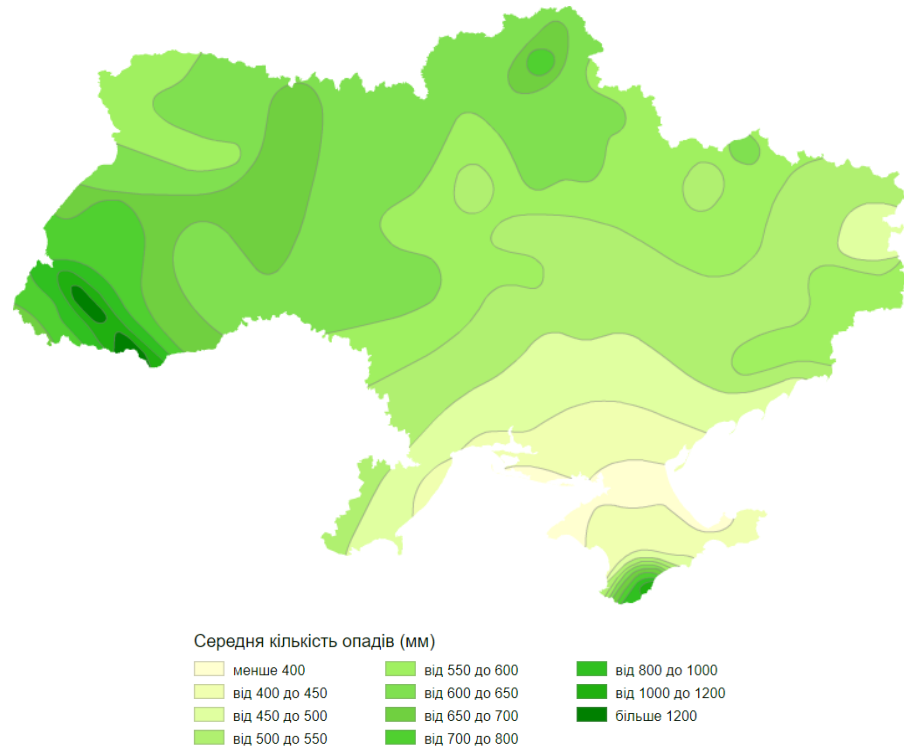 Середня кількість опадів (мм)
менше 400
від 400 до 450
від 450 до 500
від 500 до 550
від 550 до 600
від 600 до 650
від 650 до 700
від 700 до 800
від 800 до 1000
від 1000 до 1200
більше 1200